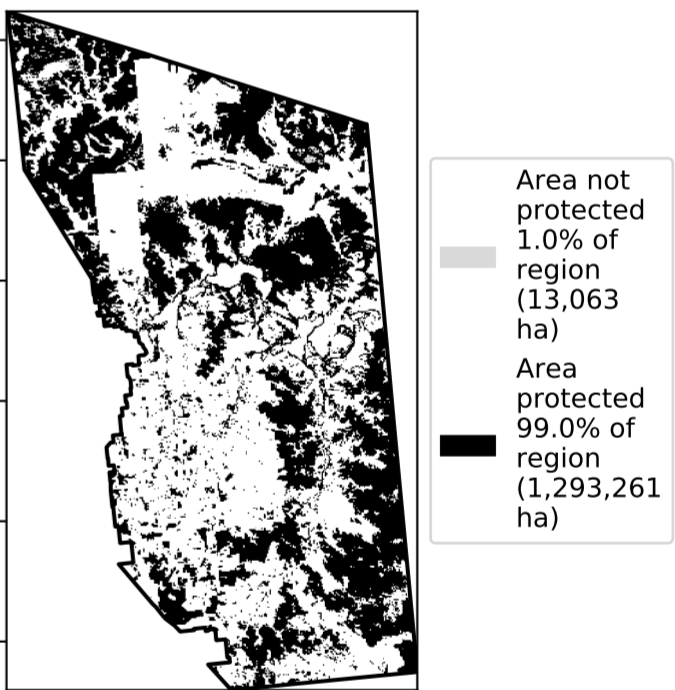 Area not
protected
1.0% of
region
(13,063
ha)
Area
protected
99.0% of
region
(1,293,261
ha)